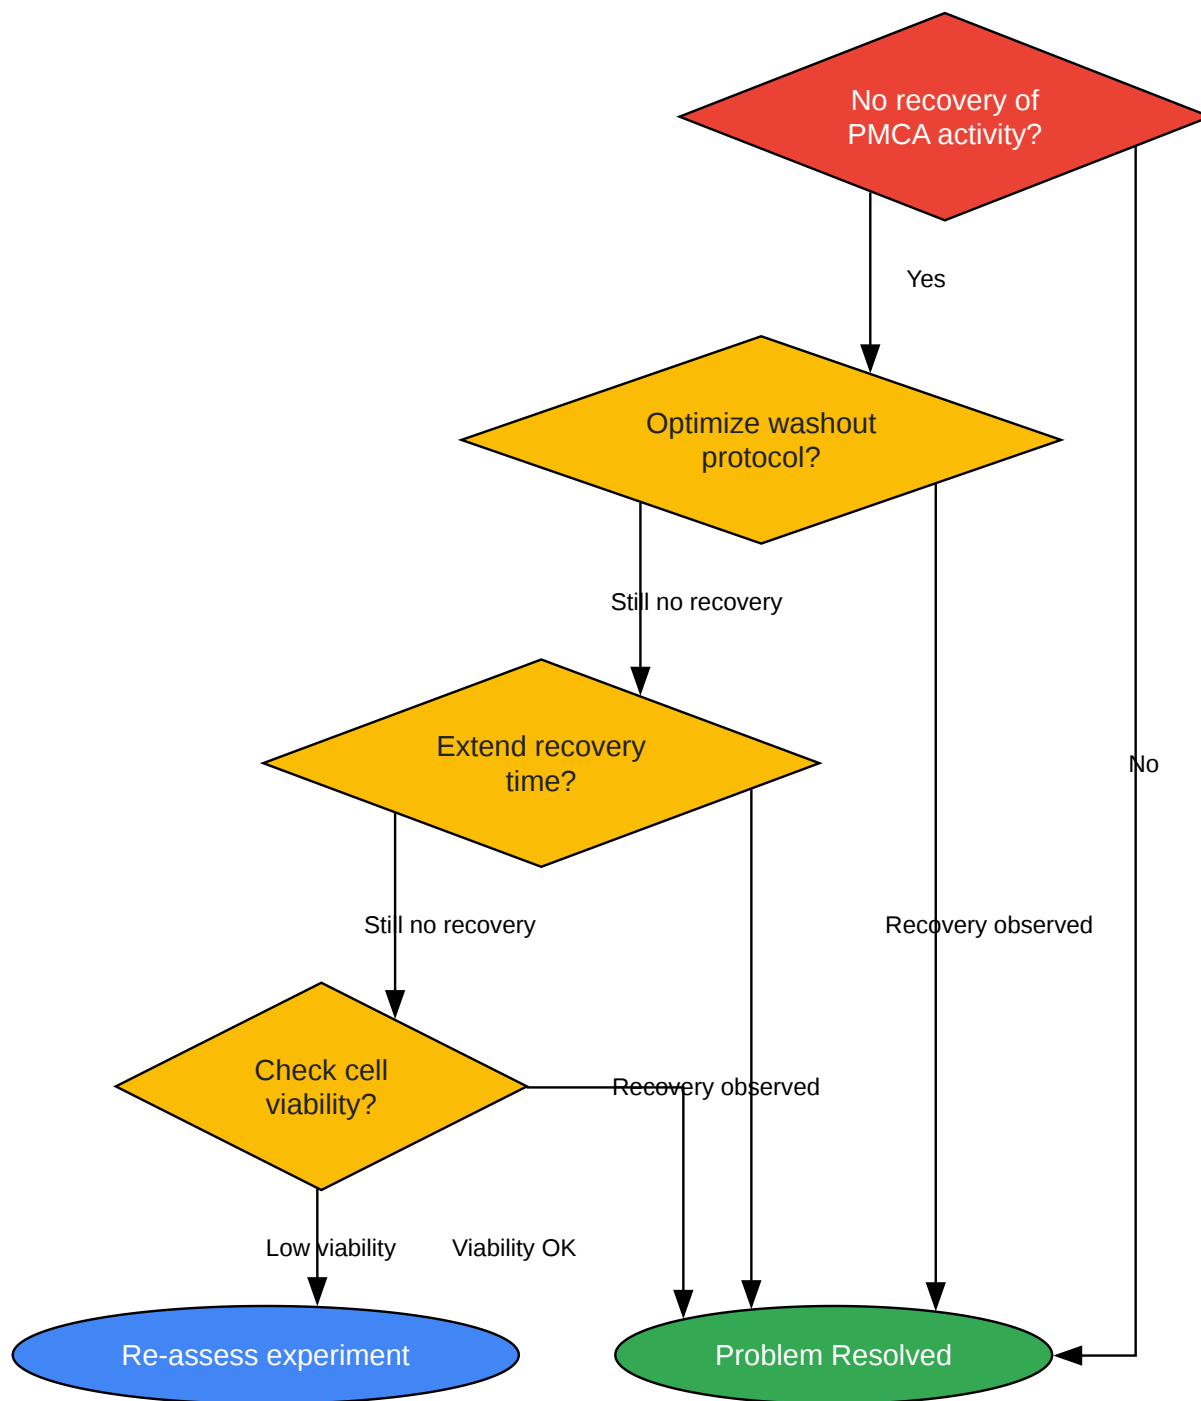 No recovery of
PMCA activity?
Yes
Optimize washout
protocol?
Still no recovery
Extend recovery
time?
No
Still no recovery
Recovery observed
Check cell
viability?
Recovery observed
Low viability
Viability OK
Re-assess experiment
Problem Resolved